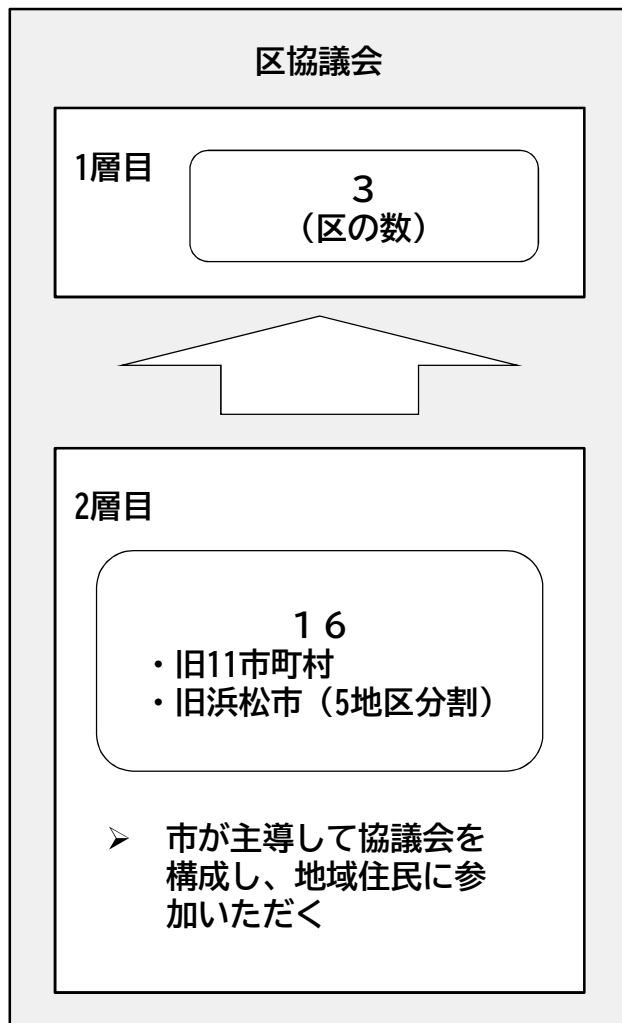 区協議会
1層目
３
（区の数）
2層目
１６
・旧11市町村
・旧浜松市（5地区分割）
➢ 市が主導して協議会を
構成し、地域住民に参
加いただく